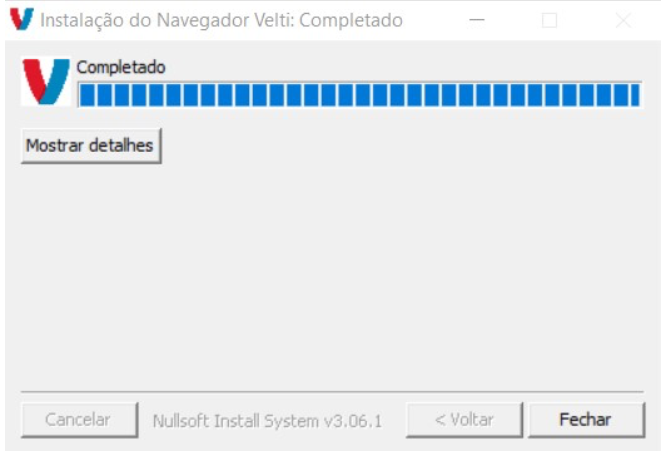 Instalação do Navegador Velti: Completado
Completado
Mostrar detalhes
Cancelar
Nullsoft Install System v3.06.1
< Voltar
Fechar